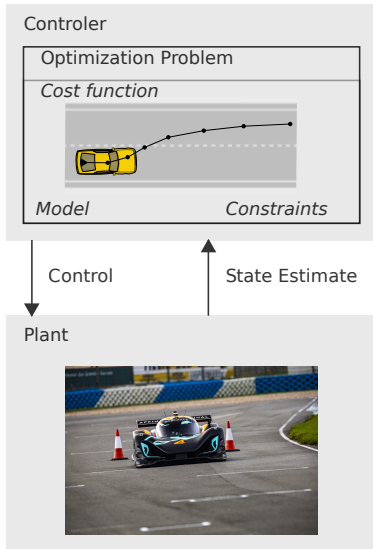 Controler
Optimization Problem
Cost function
Model Constraints
Control State Estimate
Plant